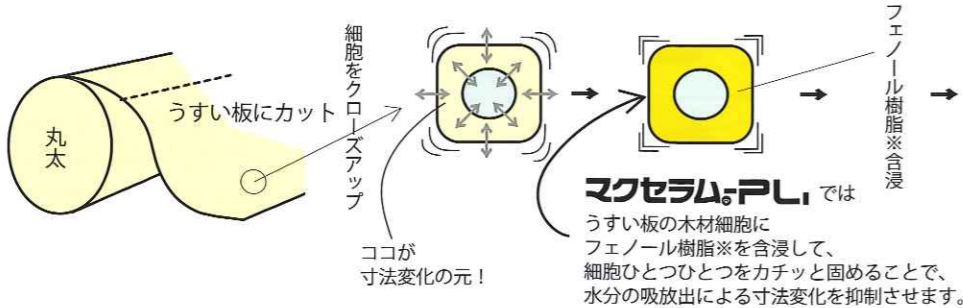 丸太
うすい板にカット
細胞をクローズアップ
ココが
寸法変化の元!
フェノール樹脂※含浸
マクセラム®-PLI では
うすい板の木材細胞に
フェノール樹脂※を含浸して、
細胞ひとつひとつをカチッと固めることで、
水分の吸放出による寸法変化を抑制させます。